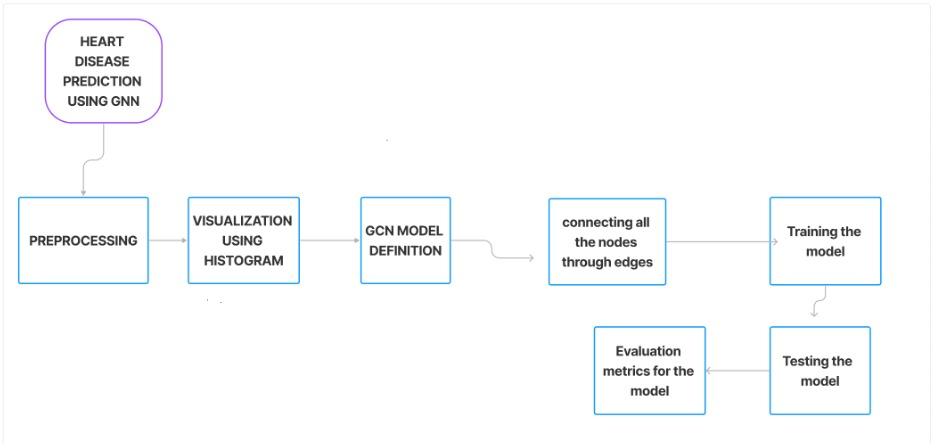 HEART
DISEASE
PREDICTION
USING GNN
PREPROCESSING
VISUALIZATION
USING
HISTOGRAM
GCN MODEL
DEFINITION
connecting all
the nodes
through edges
Training the
model
Testing the
model
Evaluation
metrics for the
model